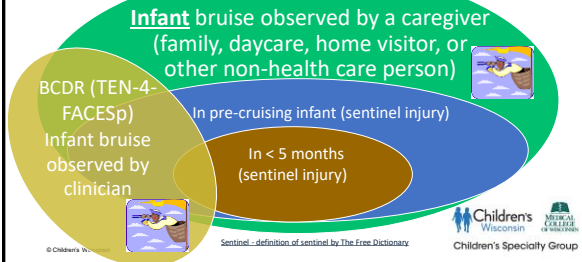 Infant bruise observed by a caregiver
(family, daycare, home visitor, or
other non-health care person)
BCDR (TEN-4-
FACESp)
Infant bruise
observed by
clinician
In pre-cruising infant (sentinel injury)
In < 5 months
(sentinel injury)
© Children's
Sentinel - definition of sentinel by The Free Dictionary
Children's
Wisconsin
MEDICAL
COLLEGE
OF WISCONSIN
Children's Specialty Group